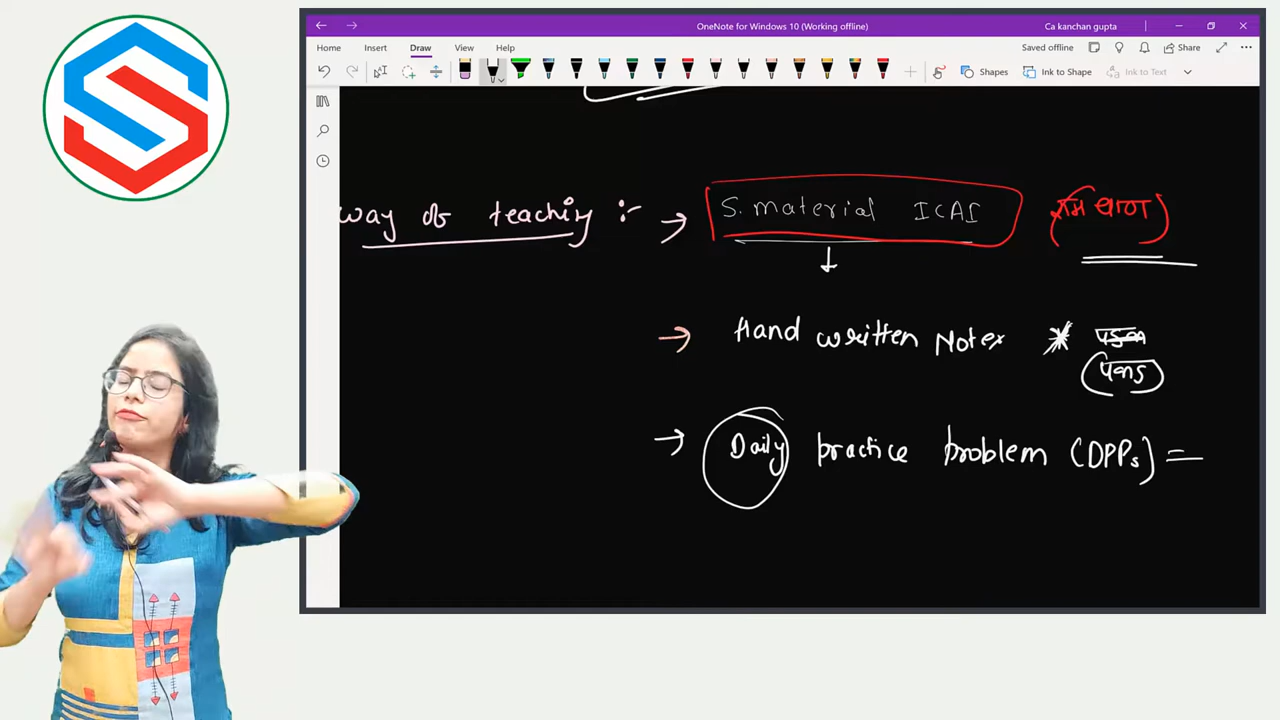 OneNote for Windows 10 (Working offline)
Ca kanchan gupta
Home Insert Draw View Help
Saved offline
Share
Shapes
Ink to Shape
Ink to Text
way of teaching :- → S. material ICAI
→ Hand written Notes *
→ Daily practice problem (DPPs) =